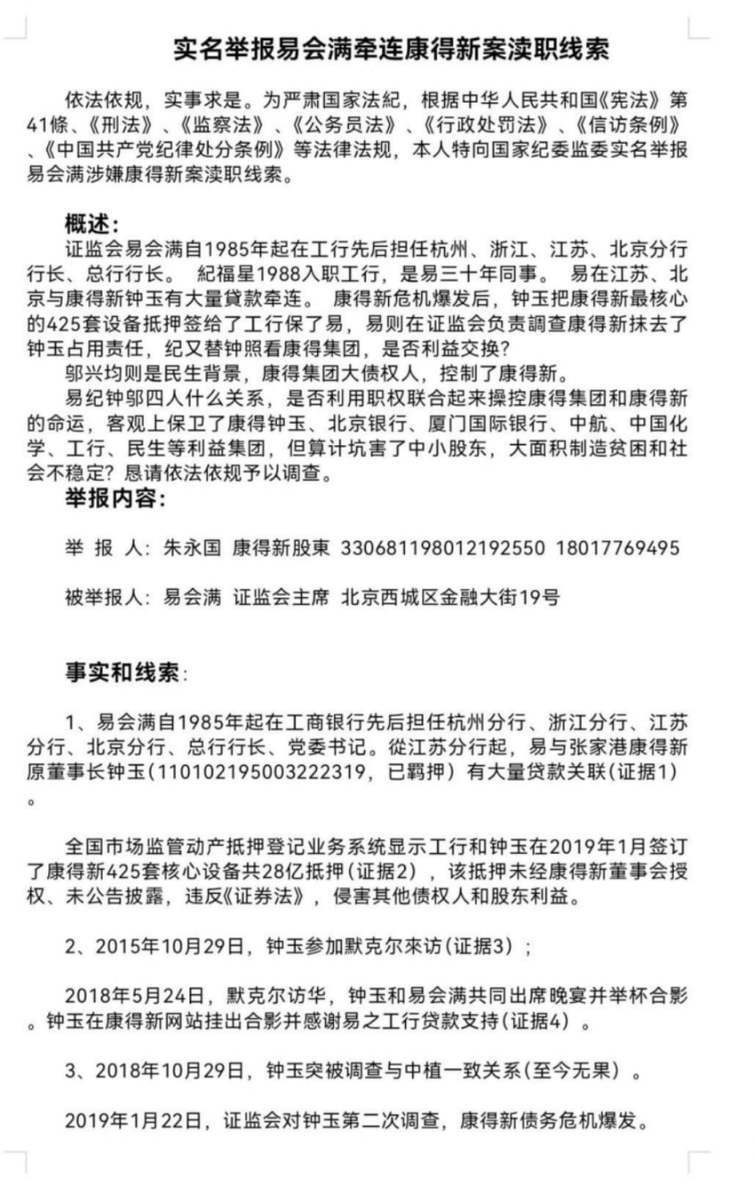 实名举报易会满牵连康得新案渎职线索
依法依规，实事求是。为严肃国家法紀，根据中华人民共和国《宪法》第
41條、《刑法》、《监察法》、《公务员法》、《行政处罚法》、《信访条例》
、《中国共产党纪律处分条例》等法律法规，本人特向国家纪委监委实名举报
易会满涉嫌康得新案渎职线索。
概述：
证监会易会满自1985年起在工行先后担任杭州、浙江、江苏、北京分行
行长、总行行长。 紀福星1988入职工行，是易三十年同事。 易在江苏、北
京与康得新钟玉有大量貸款牵连。 康得新危机爆发后，钟玉把康得新最核心
的425套设备抵押签给了工行保了易，易则在证监会负责調查康得新抹去了
钟玉占用责任，纪又替钟照看康得集团，是否利益交换？
邬兴均则是民生背景，康得集团大债权人，控制了康得新。
易纪钟邬四人什么关系，是否利用职权联合起来操控康得集团和康得新
的命运，客观上保卫了康得钟玉、北京银行、厦门国际银行、中航、中国化
学、工行、民生等利益集团，但算计坑害了中小股东，大面积制造贫困和社
会不稳定？恳请依法依规予以调查。
举报内容：
举 报 人：朱永国 康得新股東 330681198012192550 18017769495
被举报人：易会满 证监会主席 北京西城区金融大街19号
事实和线索：
1、易会满自1985年起在工商银行先后担任杭州分行、浙江分行、江苏
分行、北京分行、总行行长、党委书记。從江苏分行起，易与张家港康得新
原董事长钟玉(110102195003222319，已羁押）有大量贷款关联(证据1）
。
全国市场监管动产抵押登记业务系统显示工行和钟玉在2019年1月签订
了康得新425套核心设备共28亿抵押(证据2），该抵押未经康得新董事会授
权、未公告披露，违反《证券法》，侵害其他债权人和股东利益。
2、2015年10月29日，钟玉参加默克尔來访(证据3）；
2018年5月24日，默克尔访华，钟玉和易会满共同出席晚宴并举杯合影
。钟玉在康得新网站挂出合影并感谢易之工行贷款支持(证据4）。
3、2018年10月29日，钟玉突被调查与中植一致关系(至今无果）。
2019年1月22日，证监会对钟玉第二次调查，康得新债务危机爆发。